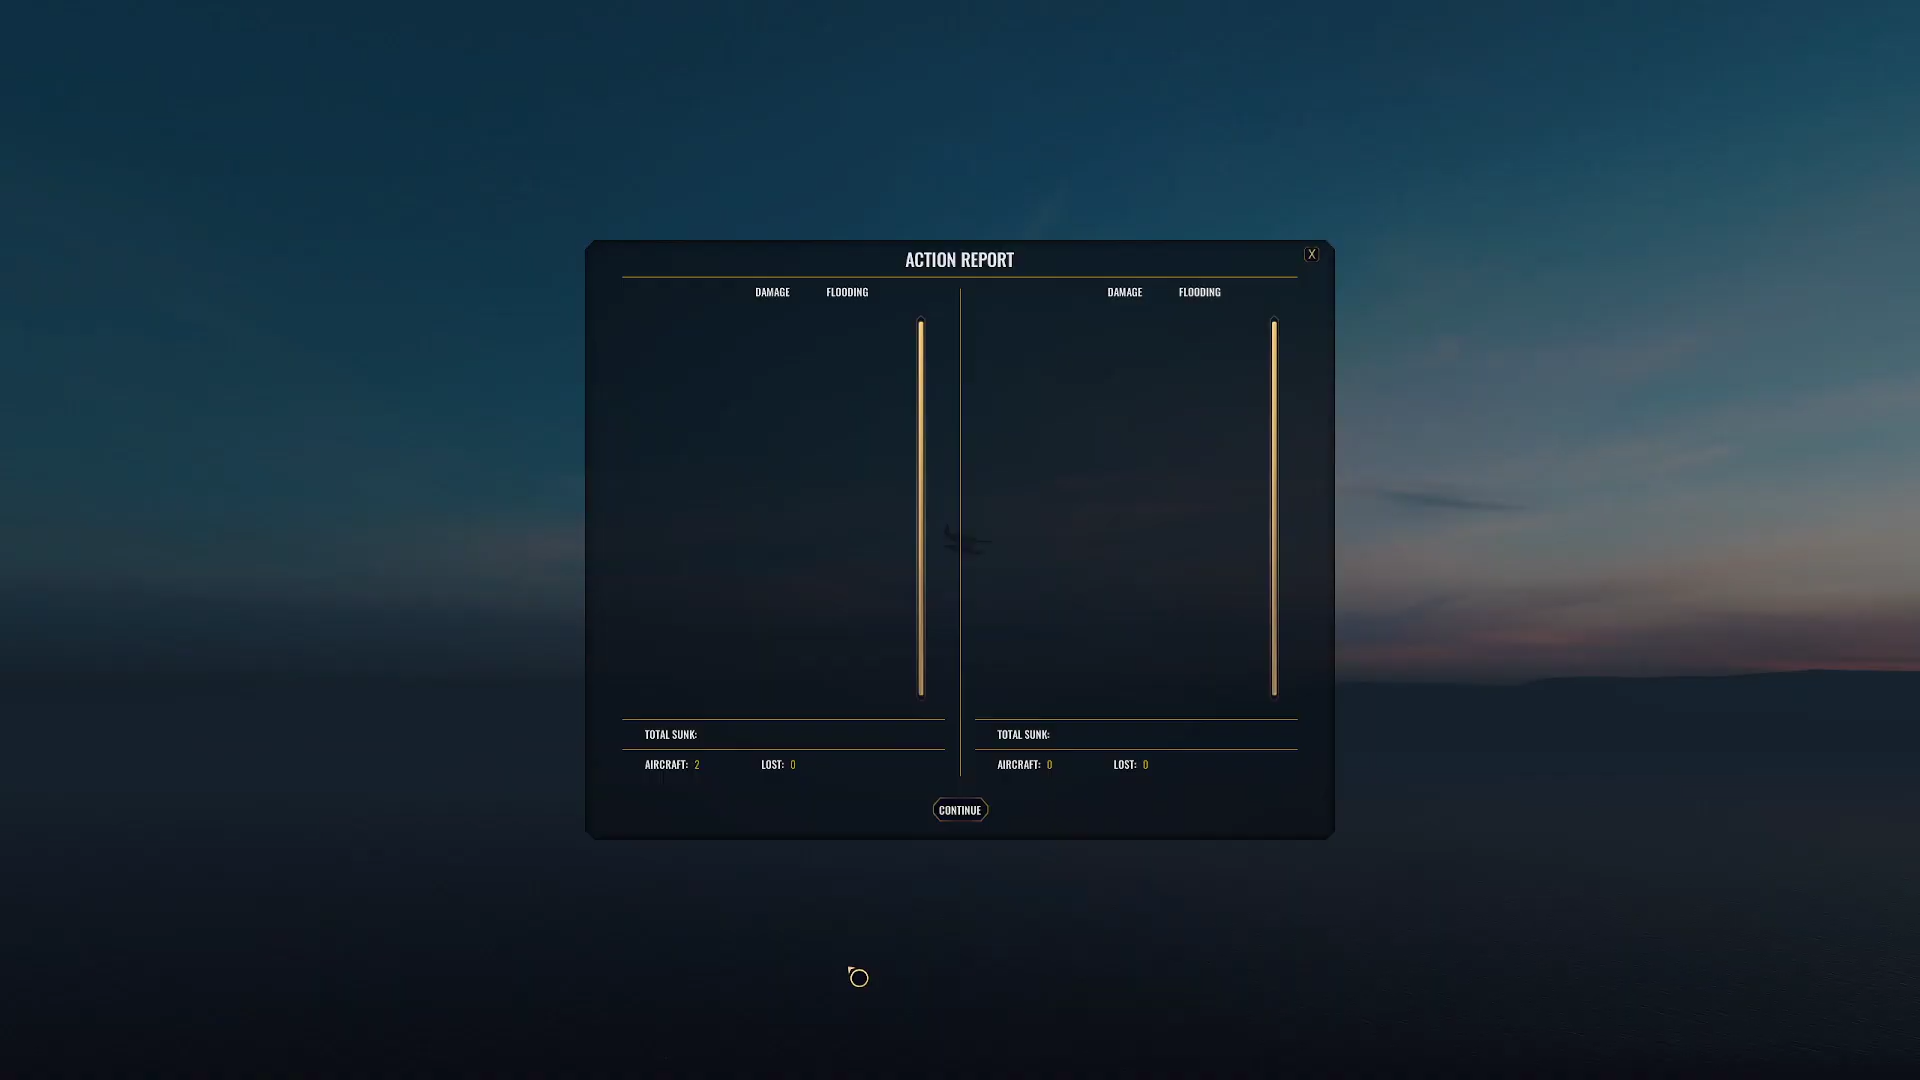 ACTION REPORT
X
DAMAGE FLOODING
DAMAGE FLOODING
TOTAL SUNK:
AIRCRAFT: 2 LOST: 0
TOTAL SUNK:
AIRCRAFT: 0 LOST: 0
CONTINUE